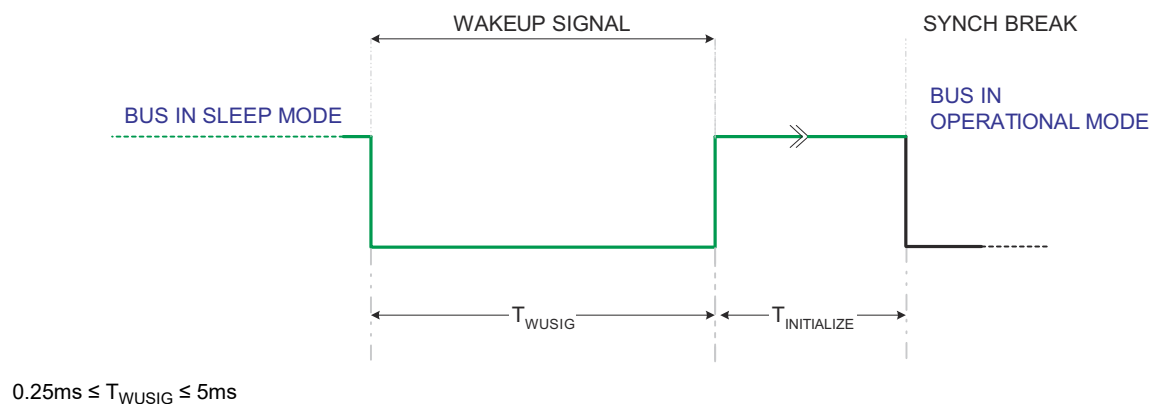 WAKEUP SIGNAL
SYNCH BREAK
BUS IN SLEEP MODE
BUS IN
OPERATIONAL MODE
TWUSIG
TINITIALIZE
0.25ms ≤ TWUSIG ≤ 5ms